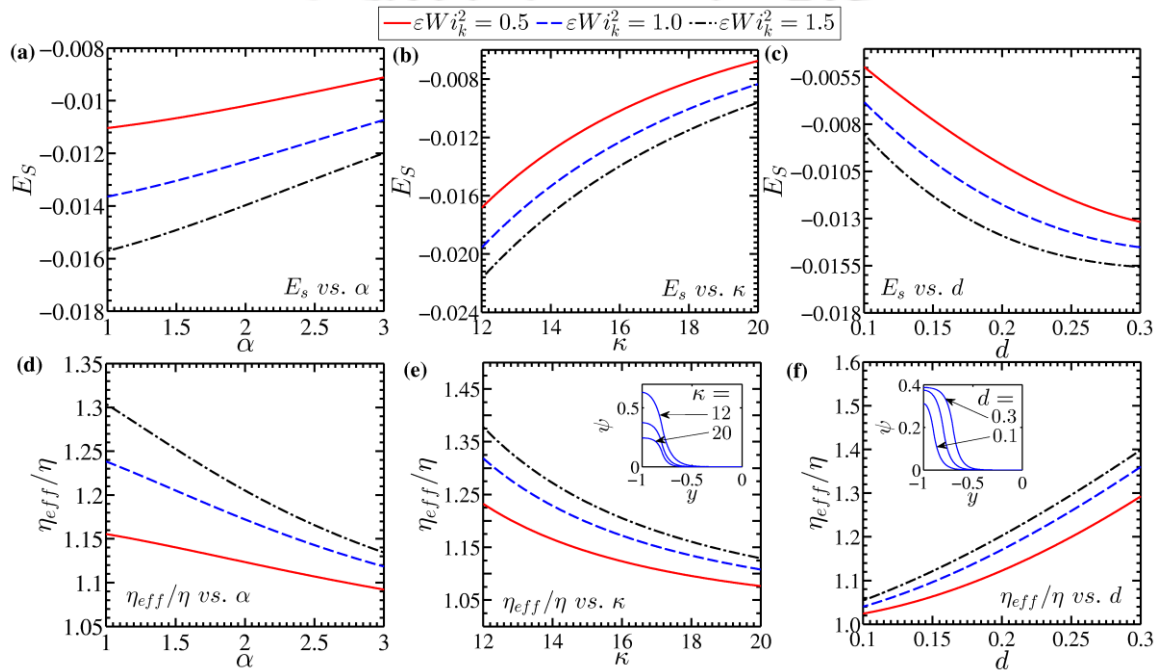 εWi_k^2 = 0.5 εWi_k^2 = 1.0 εWi_k^2 = 1.5
(a)
−0.008
−0.01
−0.012
−0.014
−0.016
−0.018
E_S
E_s vs. α
1 1.5 2 2.5 3
α
(b)
−0.008
−0.012
−0.016
−0.020
−0.024
E_S
E_s vs. κ
12 14 16 18 20
κ
(c)
−0.0055
−0.008
−0.0105
−0.013
−0.0155
−0.018
E_S
E_s vs. d
0.1 0.15 0.2 0.25 0.3
d
(d)
1.35
1.3
1.25
1.2
1.15
1.1
1.05
η_eff/η
η_eff/η vs. α
1 1.5 2 2.5 3
α
(e)
1.45
1.40
1.35
1.30
1.25
1.20
1.15
1.10
1.05
η_eff/η
κ =
12
20
0.5
0
ψ
−1 −0.5 0
y
η_eff/η vs. κ
12 14 16 18 20
κ
(f)
1.6
1.5
1.4
1.3
1.2
1.1
1.0
η_eff/η
d =
0.3
0.1
0.4
0.2
0
ψ
−1 −0.5 0
y
η_eff/η vs. d
0.1 0.15 0.2 0.25 0.3
d